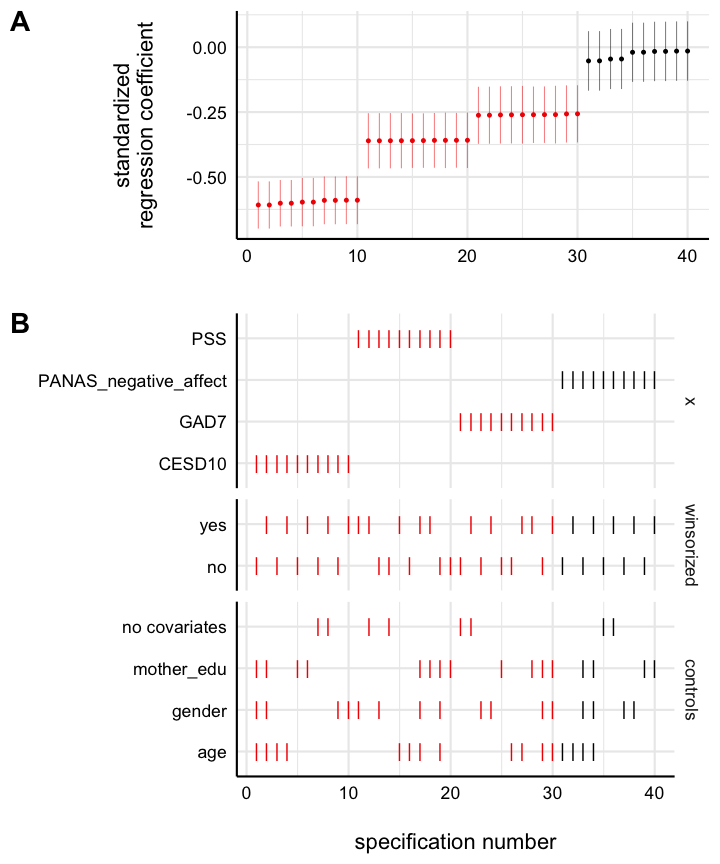 A
standardized
regression coefficient
0.00
-0.25
-0.50
0 10 20 30 40
B
PSS
PANAS_negative_affect
GAD7
CESD10
x
yes
no
winsorized
no covariates
mother_edu
gender
age
controls
0 10 20 30 40
specification number